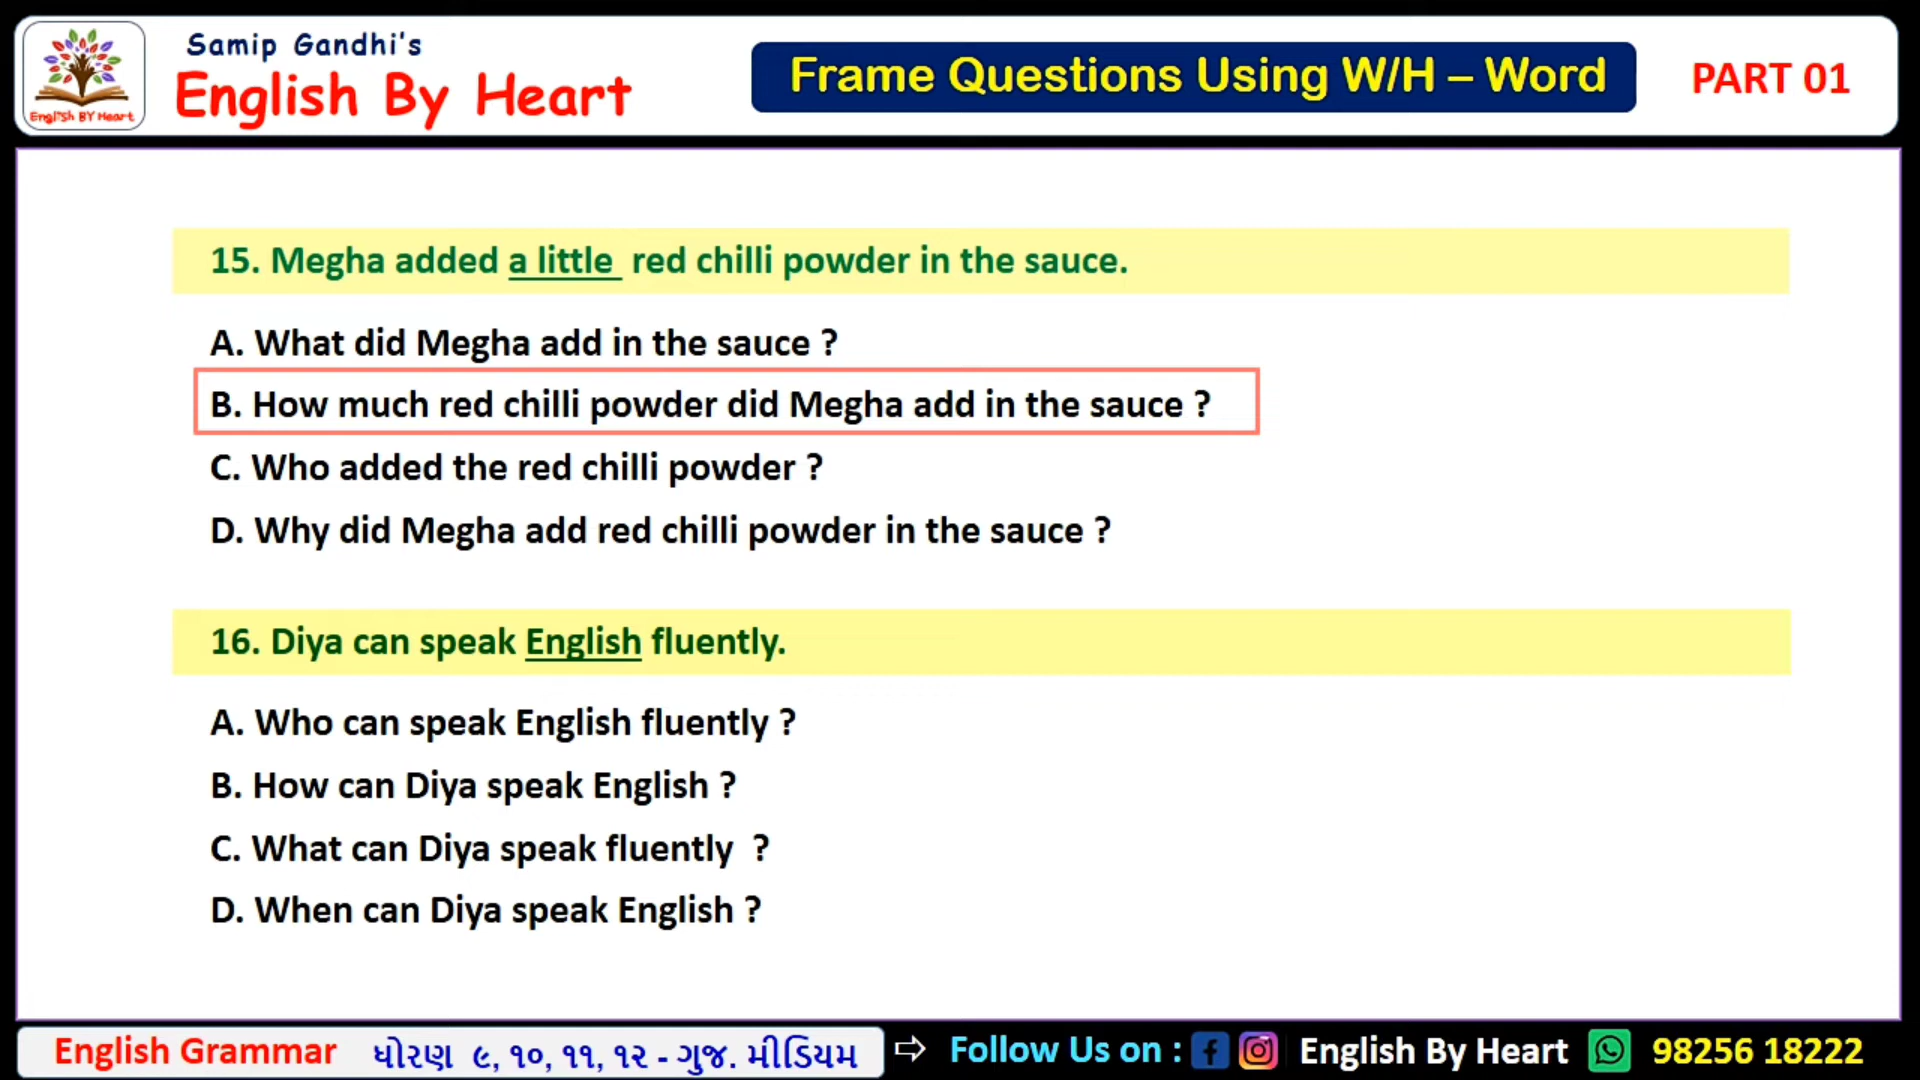 Samip Gandhi's
English By Heart
EnglïSh BY Heart
Frame Questions Using W/H – Word
PART 01
15. Megha added a little red chilli powder in the sauce.
A. What did Megha add in the sauce ?
B. How much red chilli powder did Megha add in the sauce ?
C. Who added the red chilli powder ?
D. Why did Megha add red chilli powder in the sauce ?
16. Diya can speak English fluently.
A. Who can speak English fluently ?
B. How can Diya speak English ?
C. What can Diya speak fluently ?
D. When can Diya speak English ?
English Grammar ધોરણ ૯, ૧૦, ૧૧, ૧૨ - ગુજ. મીડિયમ ⇨ Follow Us on : English By Heart 98256 18222